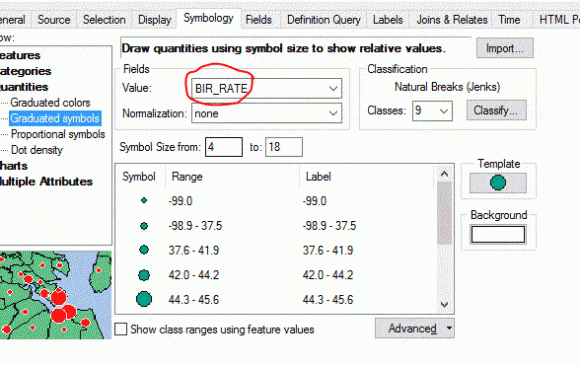 eneral Source Selection Display Symbology Fields Definition Query Labels Joins & Relates Time HTML Po
ow:
eatures
ategories
uantities
Graduated colors
Graduated symbols
Proportional symbols
Dot density
harts
ultiple Attributes
Draw quantities using symbol size to show relative values.
Import...
Fields
Value: BIR_RATE
Normalization: none
Classification
Natural Breaks (Jenks)
Classes: 9 Classify...
Symbol Size from: 4 to: 18
Symbol Range Label
-99.0 -99.0
-98.9 - 37.5 -98.9 - 37.5
37.6 - 41.9 37.6 - 41.9
42.0 - 44.2 42.0 - 44.2
44.3 - 45.6 44.3 - 45.6
Template
Background
Show class ranges using feature values
Advanced